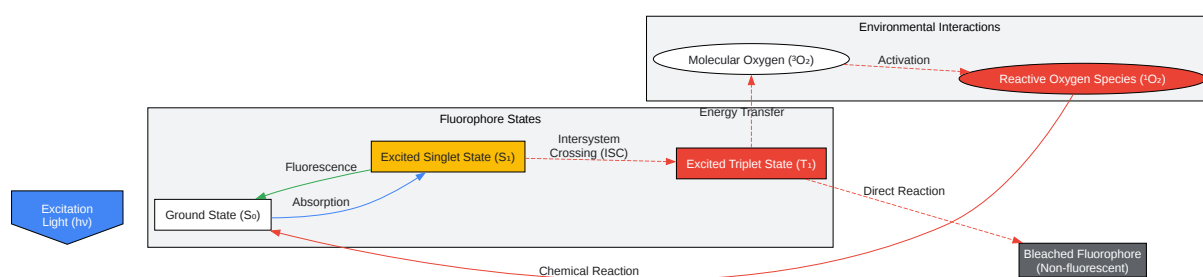 Environmental Interactions
Molecular Oxygen (³O₂)
Activation
Reactive Oxygen Species (¹O₂)
Energy Transfer
Fluorophore States
Excited Singlet State (S₁)
Intersystem
Crossing (ISC)
Excited Triplet State (T₁)
Fluorescence
Absorption
Ground State (S₀)
Excitation
Light (hν)
Direct Reaction
Bleached Fluorophore
(Non-fluorescent)
Chemical Reaction